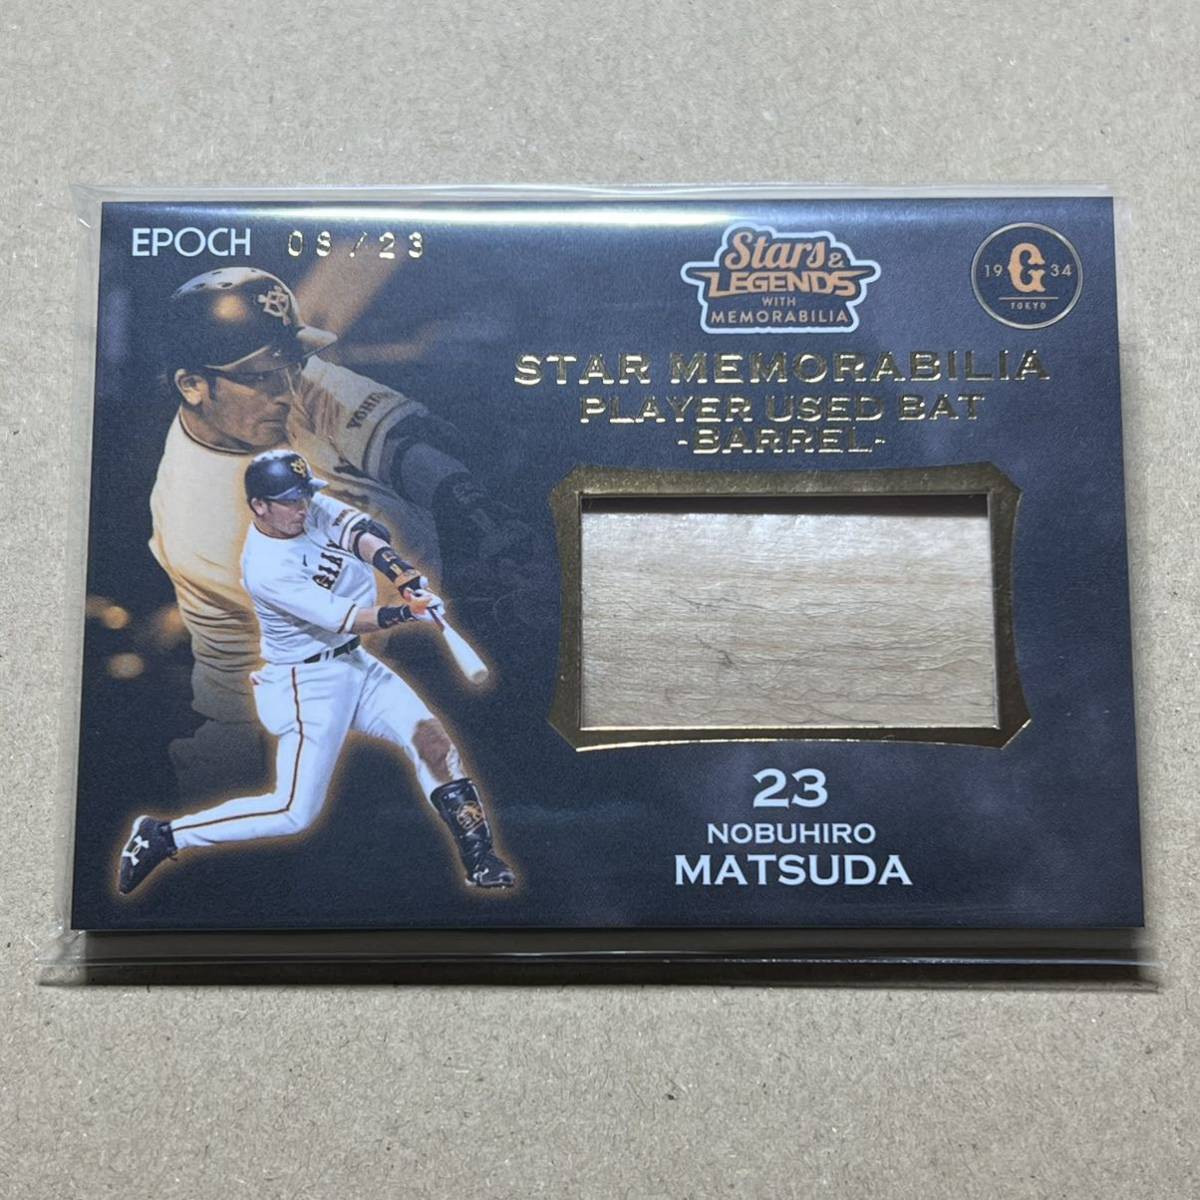 EPOCH 09/23
Stars & LEGENDS
WITH
MEMORABILIA
19 G 34
TOKYO
STAR MEMORABILIA
PLAYER USED BAT
-BARREL-
23
NOBUHIRO
MATSUDA